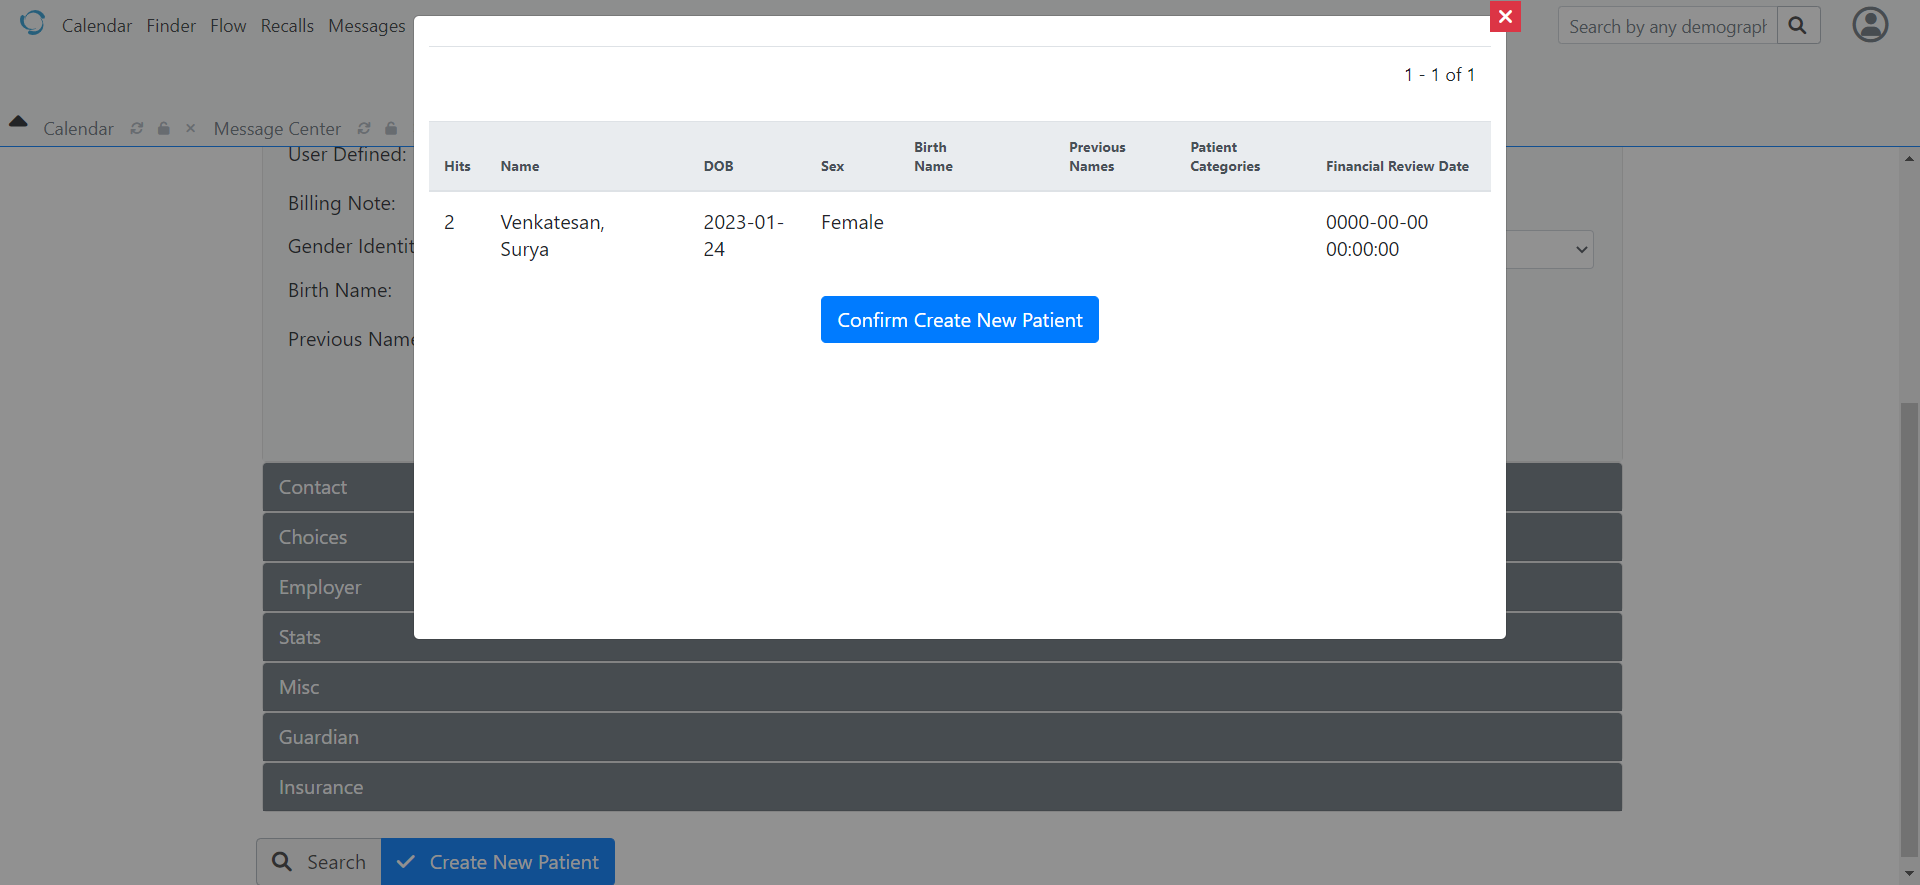 Calendar Finder Flow Recalls Messages
Search by any demograph
1 - 1 of 1
Calendar Message Center
User Defined:
Hits Name DOB Sex Birth Name Previous Names Patient Categories Financial Review Date
Billing Note:
2 Venkatesan, Surya 2023-01-24 Female 0000-00-00 00:00:00
Gender Identit
Birth Name:
Confirm Create New Patient
Previous Name
Contact
Choices
Employer
Stats
Misc
Guardian
Insurance
Search Create New Patient